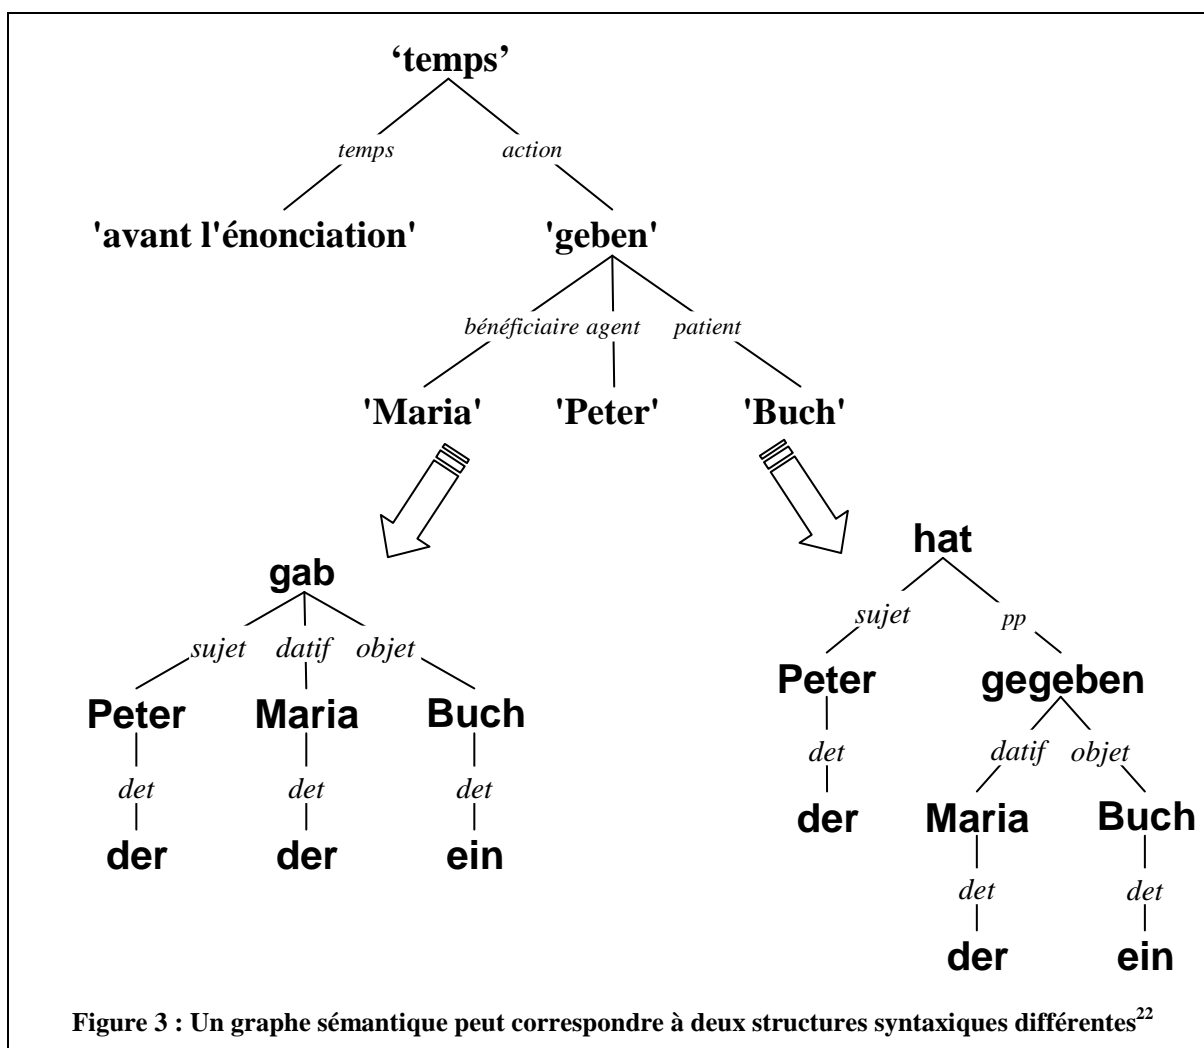 ‘temps’
temps action
'avant l'énonciation' 'geben'
bénéficiaire agent patient
'Maria' 'Peter' 'Buch'
gab
sujet datif objet
Peter Maria Buch
det det det
der der ein
hat
sujet pp
Peter gegeben
det datif objet
der Maria Buch
det det
der ein
Figure 3 : Un graphe sémantique peut correspondre à deux structures syntaxiques différentes22